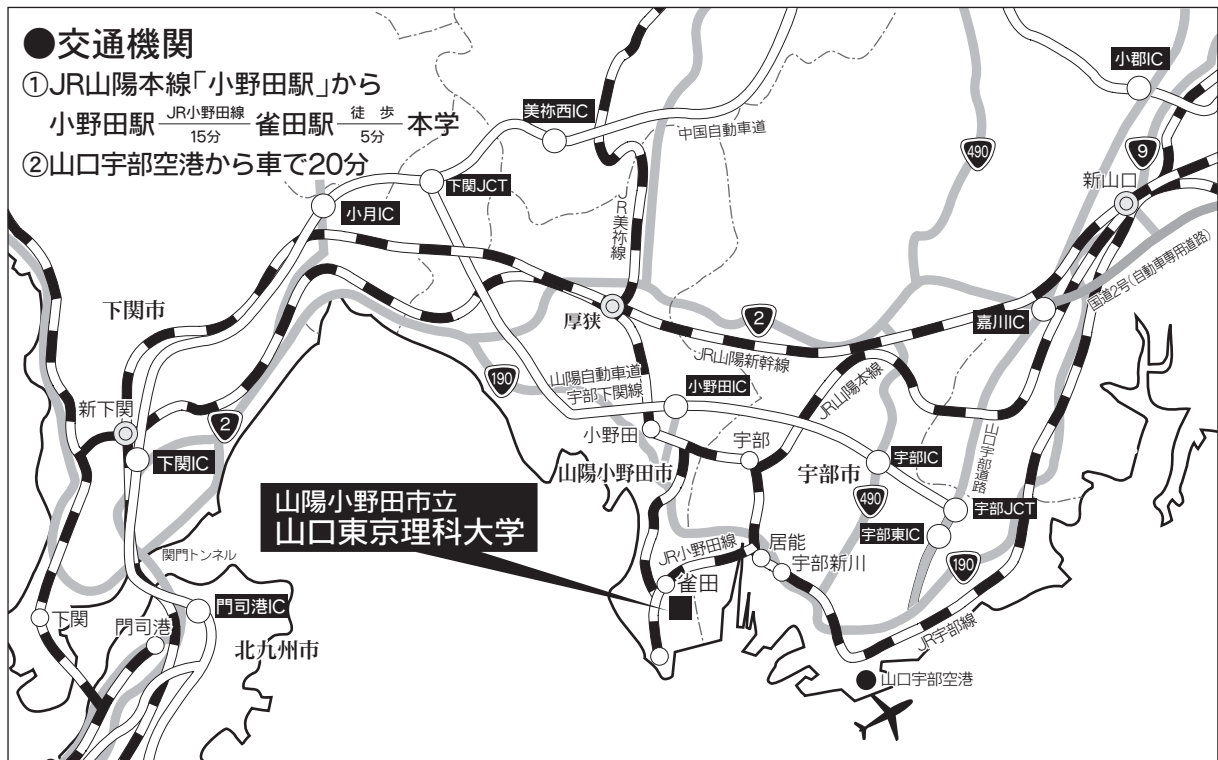 ●交通機関
①JR山陽本線「小野田駅」から
小野田駅 JR小野田線 15分 雀田駅 徒歩 5分 本学
②山口宇部空港から車で20分
小郡IC
美祢西IC
中国自動車道
490
9
新山口
下関JCT
小月IC
JR美祢線
国道2号(自動車専用道路)
下関市
厚狭
2
嘉川IC
JR山陽新幹線
190
山陽自動車道
宇部下関線
小野田IC
JR山陽本線
新下関
2
小野田
宇部
山口宇部道路
下関IC
山陽小野田市
宇部市
宇部IC
山陽小野田市立
山口東京理科大学
490
宇部JCT
宇部東IC
関門トンネル
JR小野田線
居能
宇部新川
190
雀田
下関
門司港IC
門司港
北九州市
JR宇部線
山口宇部空港